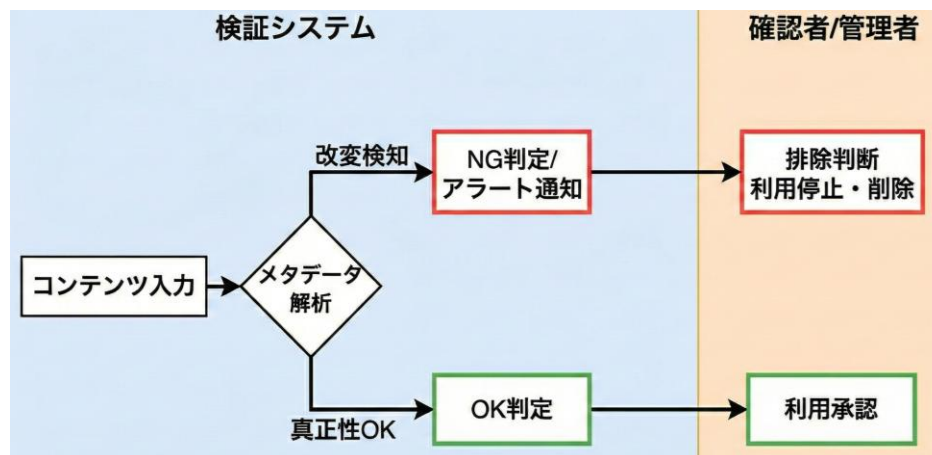 検証システム
確認者/管理者
改変検知
NG判定/
アラート通知
排除判断
利用停止・削除
コンテンツ入力
メタデータ
解析
真正性OK
OK判定
利用承認